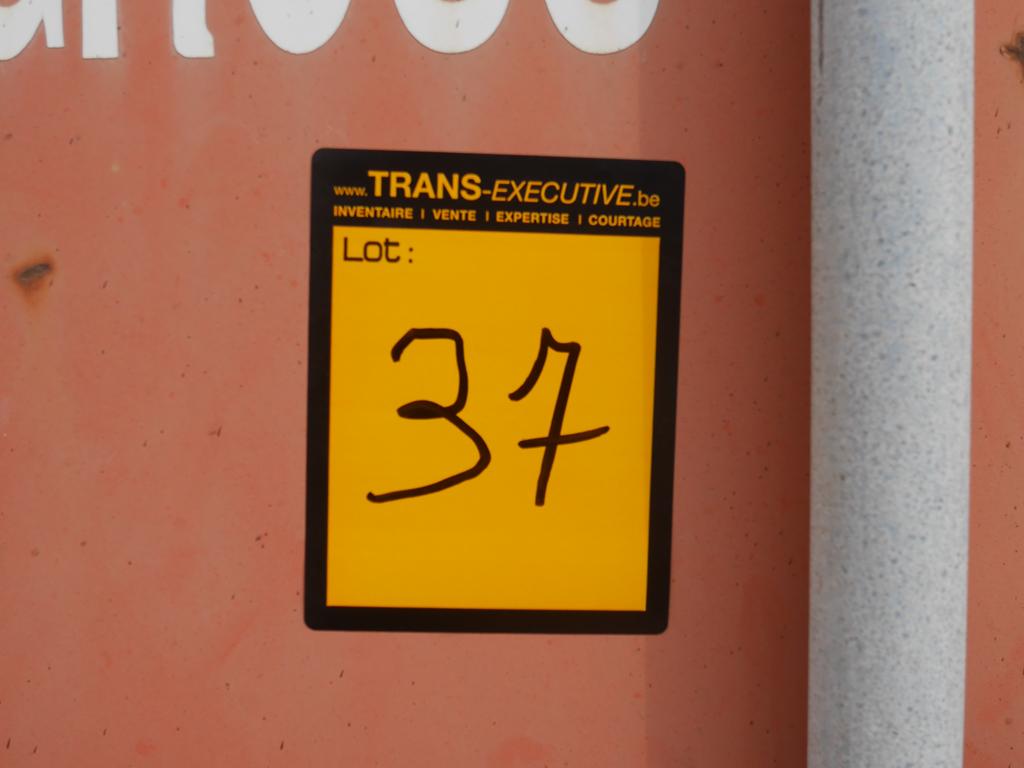 www.TRANS-EXECUTIVE.be
INVENTAIRE | VENTE | EXPERTISE | COURTAGE
Lot:
37